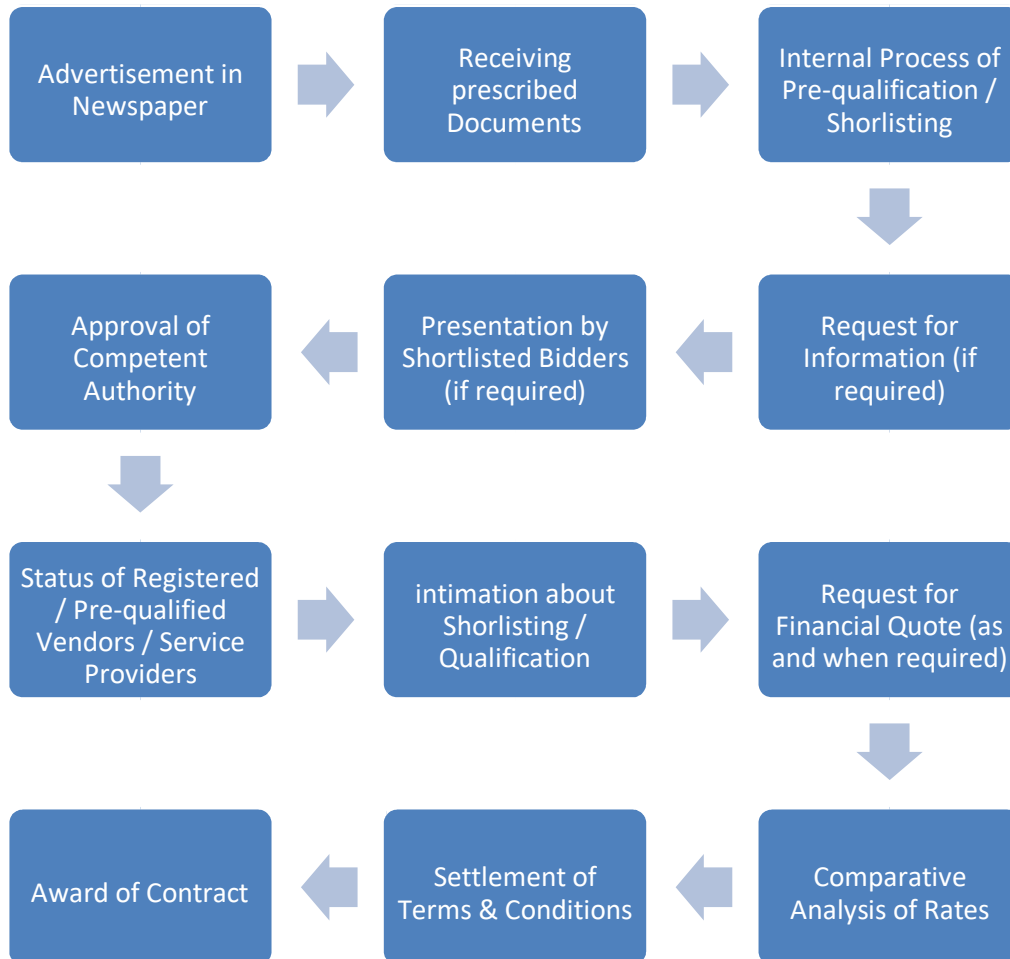 Advertisement in
Newspaper
Receiving
prescribed
Documents
Internal Process of
Pre-qualification /
Shorlisting
Request for
Information (if
required)
Presentation by
Shortlisted Bidders
(if required)
Approval of
Competent
Authority
Status of Registered
/ Pre-qualified
Vendors / Service
Providers
intimation about
Shorlisting /
Qualification
Request for
Financial Quote (as
and when required)
Comparative
Analysis of Rates
Settlement of
Terms & Conditions
Award of Contract